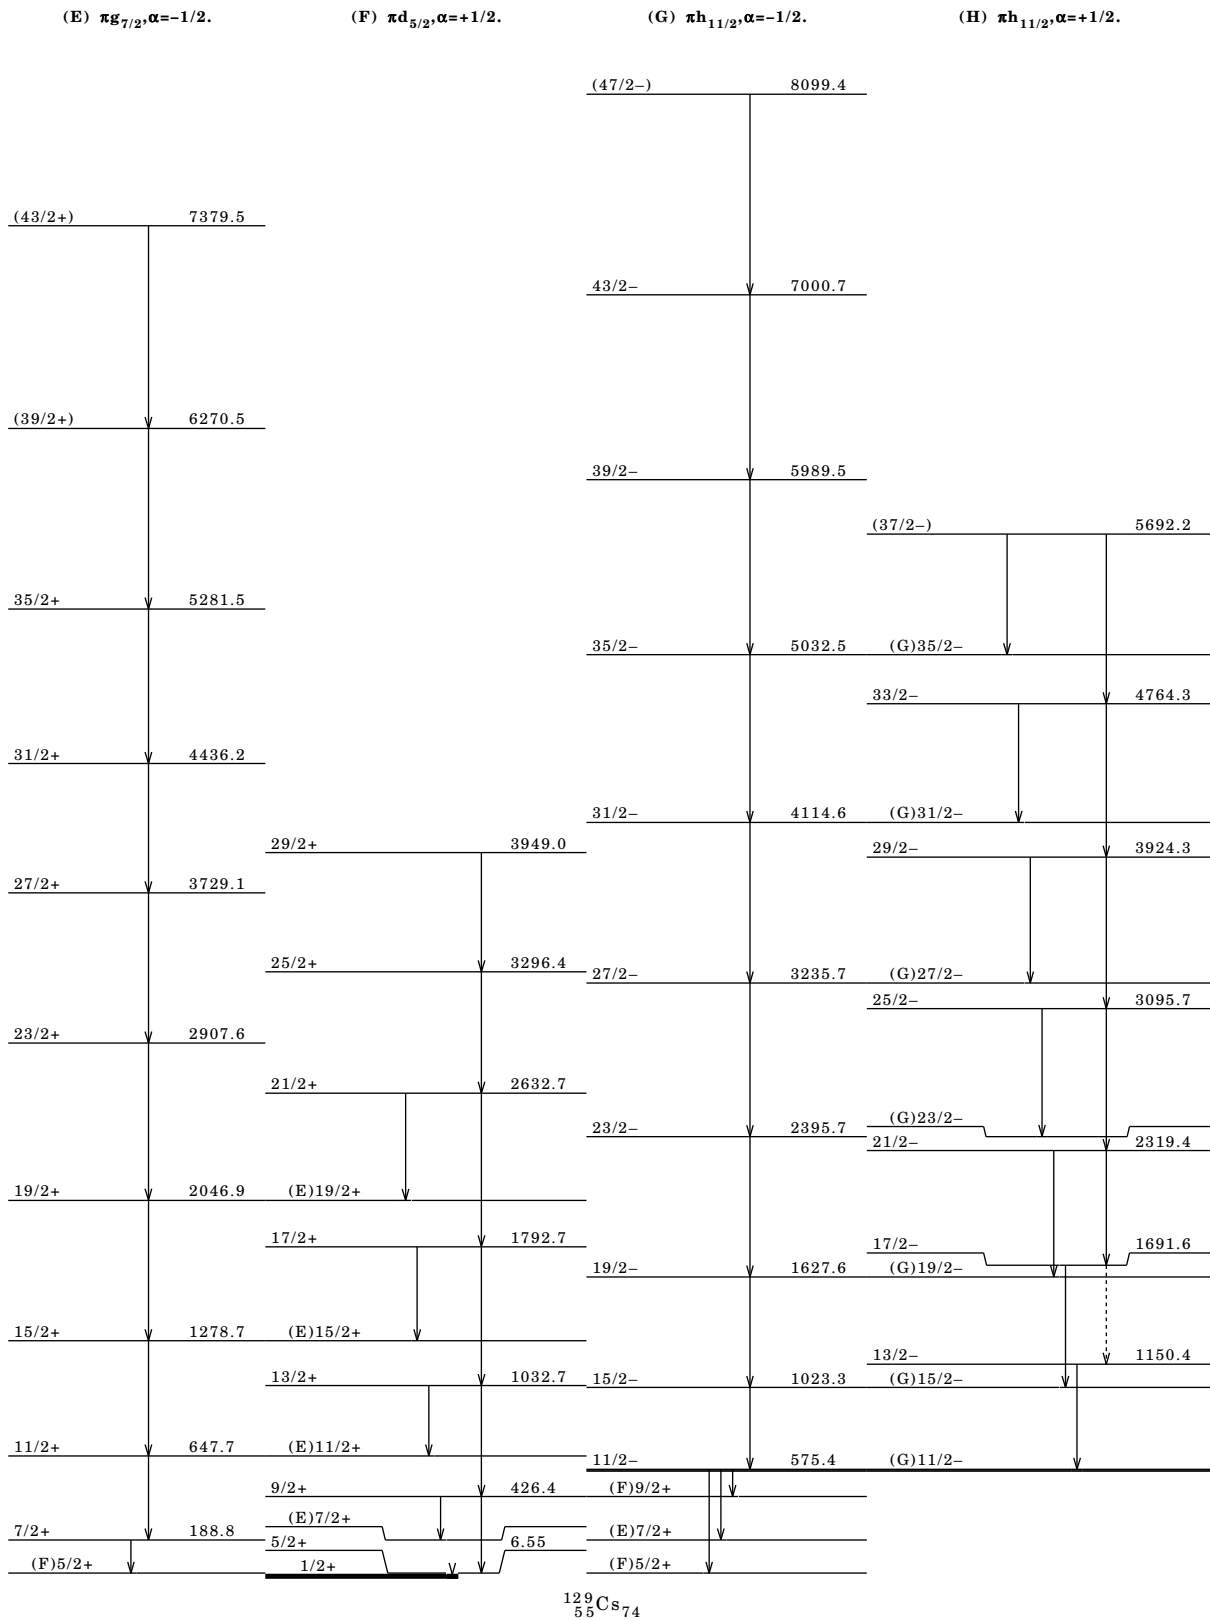 (E) πg7/2,α=−1/2.
(F) πd5/2,α=+1/2.
(G) πh11/2,α=−1/2.
(H) πh11/2,α=+1/2.
(47/2−) 8099.4
(43/2+) 7379.5
43/2− 7000.7
(39/2+) 6270.5
39/2− 5989.5
(37/2−) 5692.2
35/2+ 5281.5
35/2− 5032.5 (G)35/2−
33/2− 4764.3
31/2+ 4436.2
31/2− 4114.6 (G)31/2−
29/2+ 3949.0
29/2− 3924.3
27/2+ 3729.1
25/2+ 3296.4
27/2− 3235.7 (G)27/2−
25/2− 3095.7
23/2+ 2907.6
21/2+ 2632.7
(G)23/2−
23/2− 2395.7
21/2− 2319.4
19/2+ 2046.9 (E)19/2+
17/2+ 1792.7
17/2− 1691.6
19/2− 1627.6 (G)19/2−
15/2+ 1278.7 (E)15/2+
13/2− 1150.4
13/2+ 1032.7
15/2− 1023.3 (G)15/2−
11/2+ 647.7 (E)11/2+
11/2− 575.4 (G)11/2−
9/2+ 426.4 (F)9/2+
(E)7/2+
7/2+ 188.8
(E)7/2+
5/2+ 6.55
(F)5/2+
1/2+
(F)5/2+
129 55 Cs 74